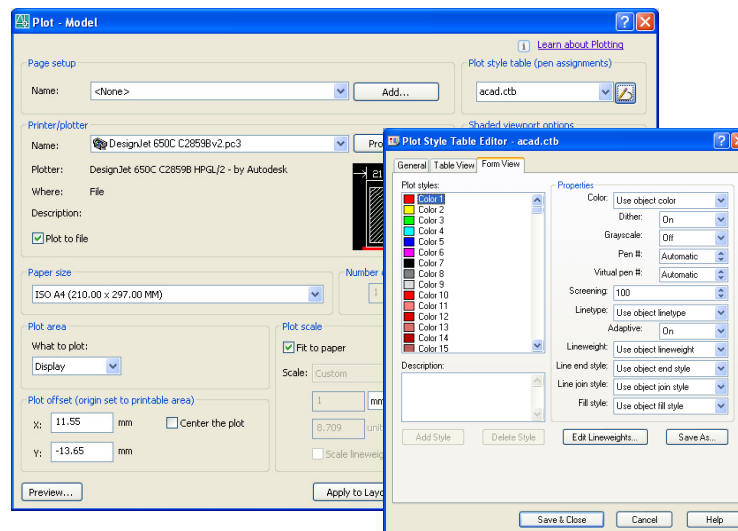 Plot - Model
Learn about Plotting
Page setup
Name: <None> Add...
Plot style table (pen assignments)
acad.ctb
Printer/plotter
Name: DesignJet 650C C2859Bv2.pc3
Plotter: DesignJet 650C C2859B HPGL/2 - by Autodesk
Where: File
Description:
Plot to file
Shaded viewport options
Paper size
ISO A4 (210.00 x 297.00 MM)
1
Plot area
What to plot:
Display
Plot scale
Fit to paper
Scale: Custom
1 mm
8.709
Plot offset (origin set to printable area)
X: 11.55 mm Center the plot
Y: -13.65 mm
Preview...
Plot Style Table Editor - acad.ctb
General Table View Form View
Plot styles:
Color 1
Color 2
Color 3
Color 4
Color 5
Color 6
Color 7
Color 8
Color 9
Color 10
Color 11
Color 12
Color 13
Color 14
Color 15
Description:
Add Style Delete Style
Properties
Color: Use object color
Dither: On
Grayscale: Off
Pen #: Automatic
Virtual pen #: Automatic
Screening: 100
Linetype: Use object linetype
Adaptive: On
Lineweight: Use object lineweight
Line end style: Use object end style
Line join style: Use object join style
Fill style: Use object fill style
Edit Lineweights... Save As...
Save & Close Cancel Help